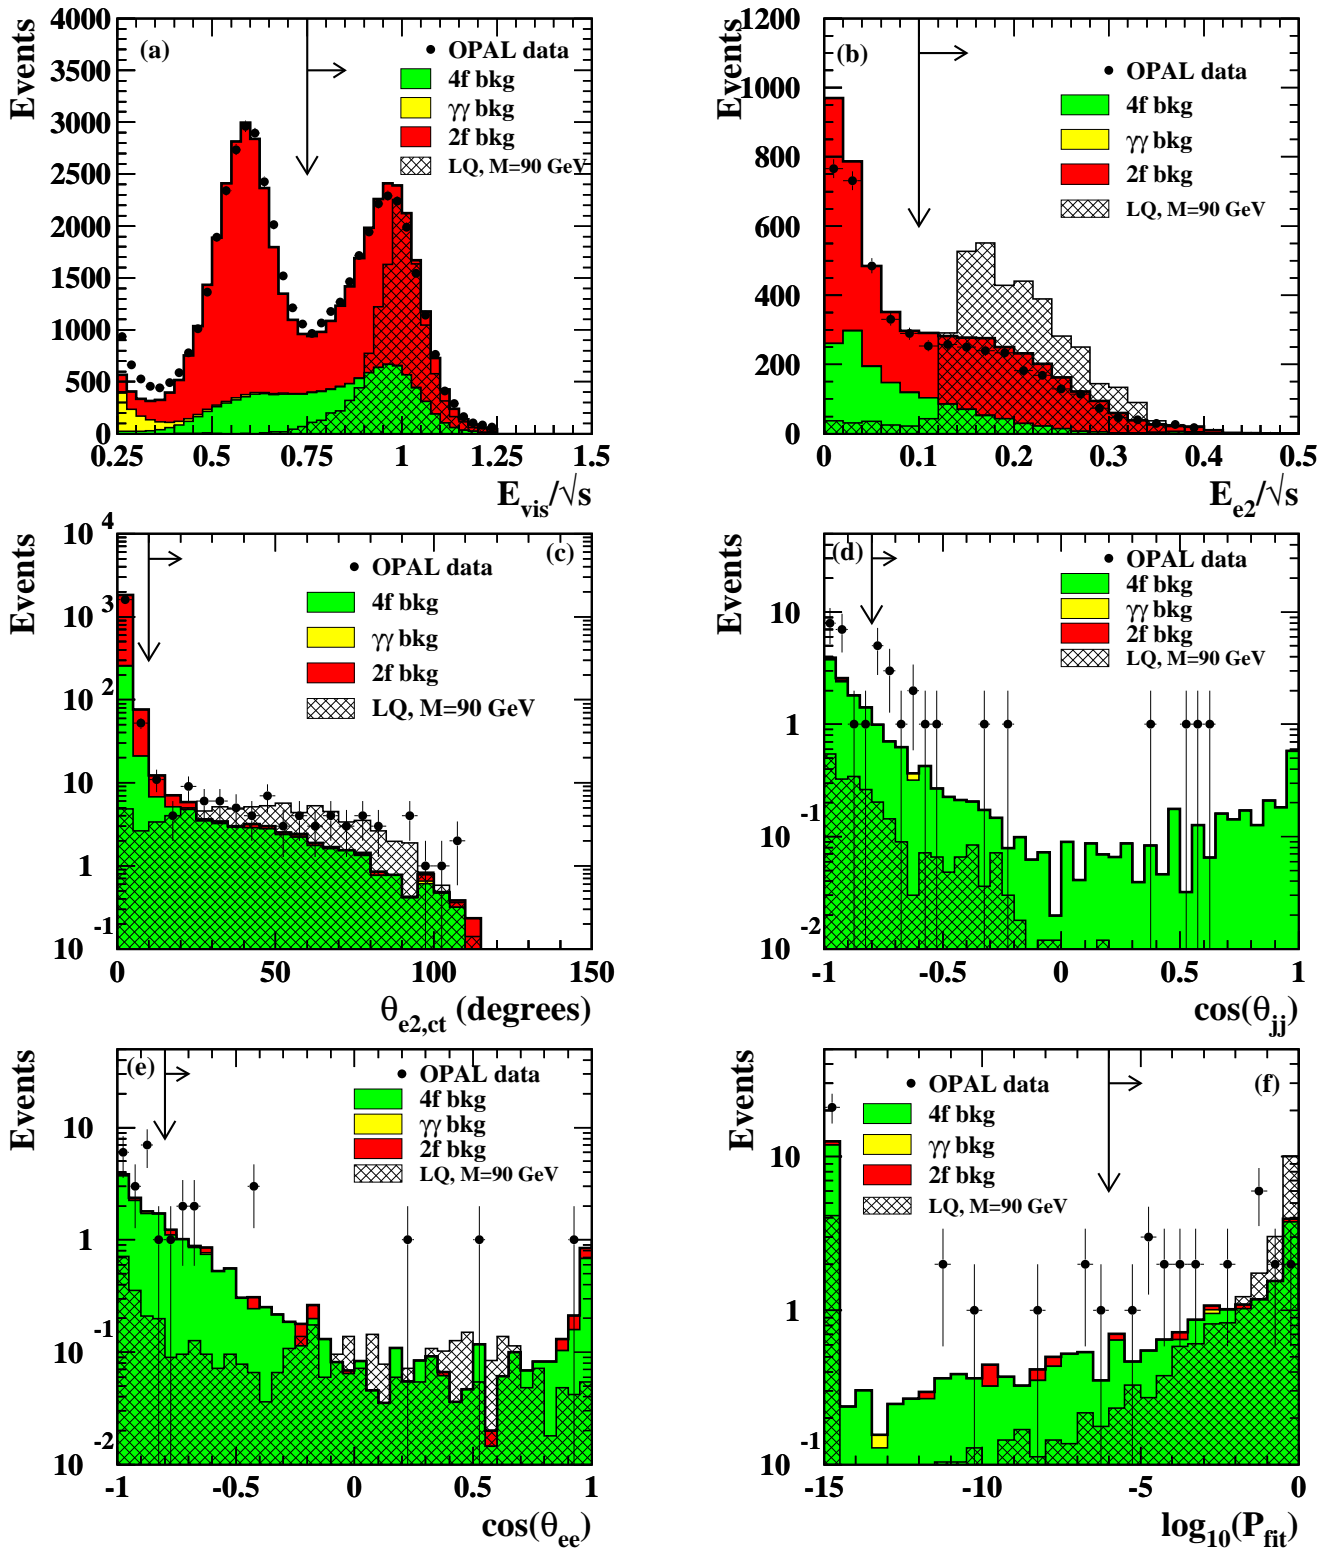 (a)
OPAL data
4f bkg
γγ bkg
2f bkg
LQ, M=90 GeV
Events
4000
3500
3000
2500
2000
1500
1000
500
0
0.25 0.5 0.75 1 1.25 1.5
E_vis/√s
(b)
OPAL data
4f bkg
γγ bkg
2f bkg
LQ, M=90 GeV
Events
1200
1000
800
600
400
200
0
0 0.1 0.2 0.3 0.4 0.5
E_e2/√s
(c)
OPAL data
4f bkg
γγ bkg
2f bkg
LQ, M=90 GeV
Events
10^4
10^3
10^2
10
1
10^-1
0 50 100 150
θ_e2,ct (degrees)
(d)
OPAL data
4f bkg
γγ bkg
2f bkg
LQ, M=90 GeV
Events
10
1
10^-1
10^-2
-1 -0.5 0 0.5 1
cos(θ_jj)
(e)
OPAL data
4f bkg
γγ bkg
2f bkg
LQ, M=90 GeV
Events
10
1
10^-1
10^-2
-1 -0.5 0 0.5 1
cos(θ_ee)
(f)
OPAL data
4f bkg
γγ bkg
2f bkg
LQ, M=90 GeV
Events
10
1
10^-1
-15 -10 -5 0
log_10(P_fit)